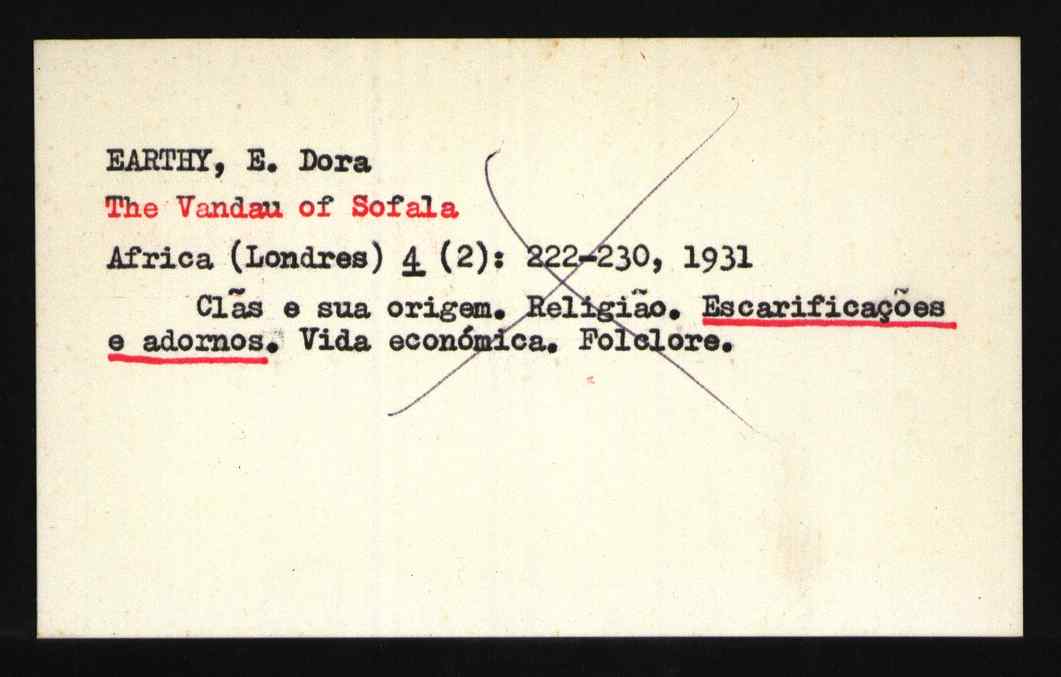 EARTHY, E. Dora
The Vandau of Sofala
Africa (Londres) 4 (2): 222-230, 1931
Clãs e sua origem. Religião. Escarificações
e adornos. Vida económica. Folclore.